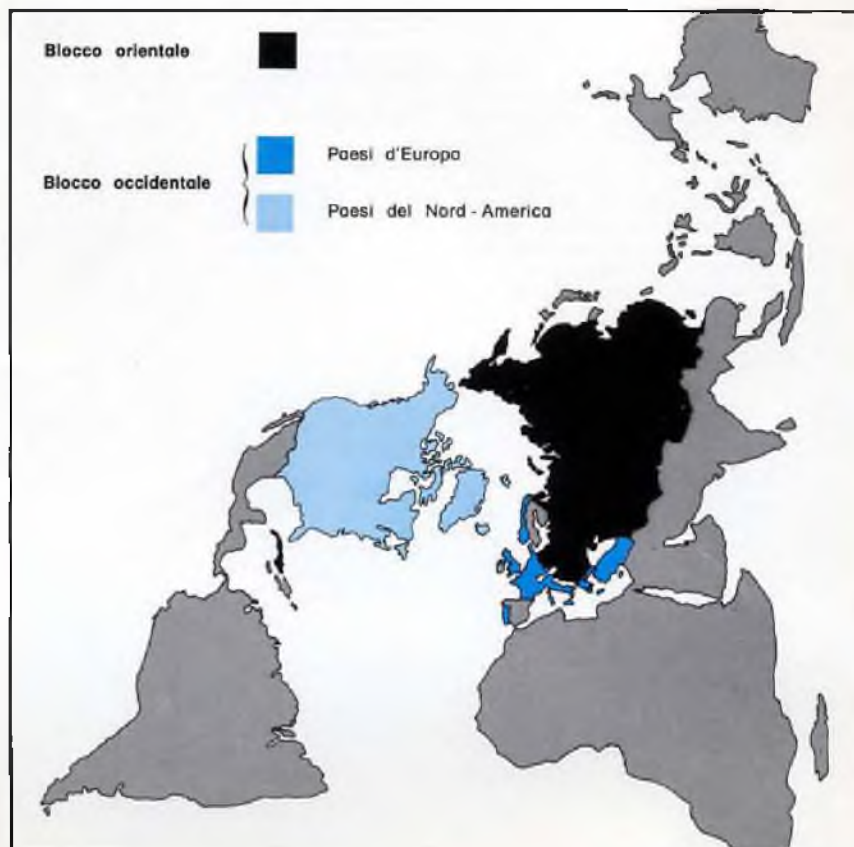 Blocco orientale
Paesi d'Europa
Blocco occidentale
Paesi del Nord - America